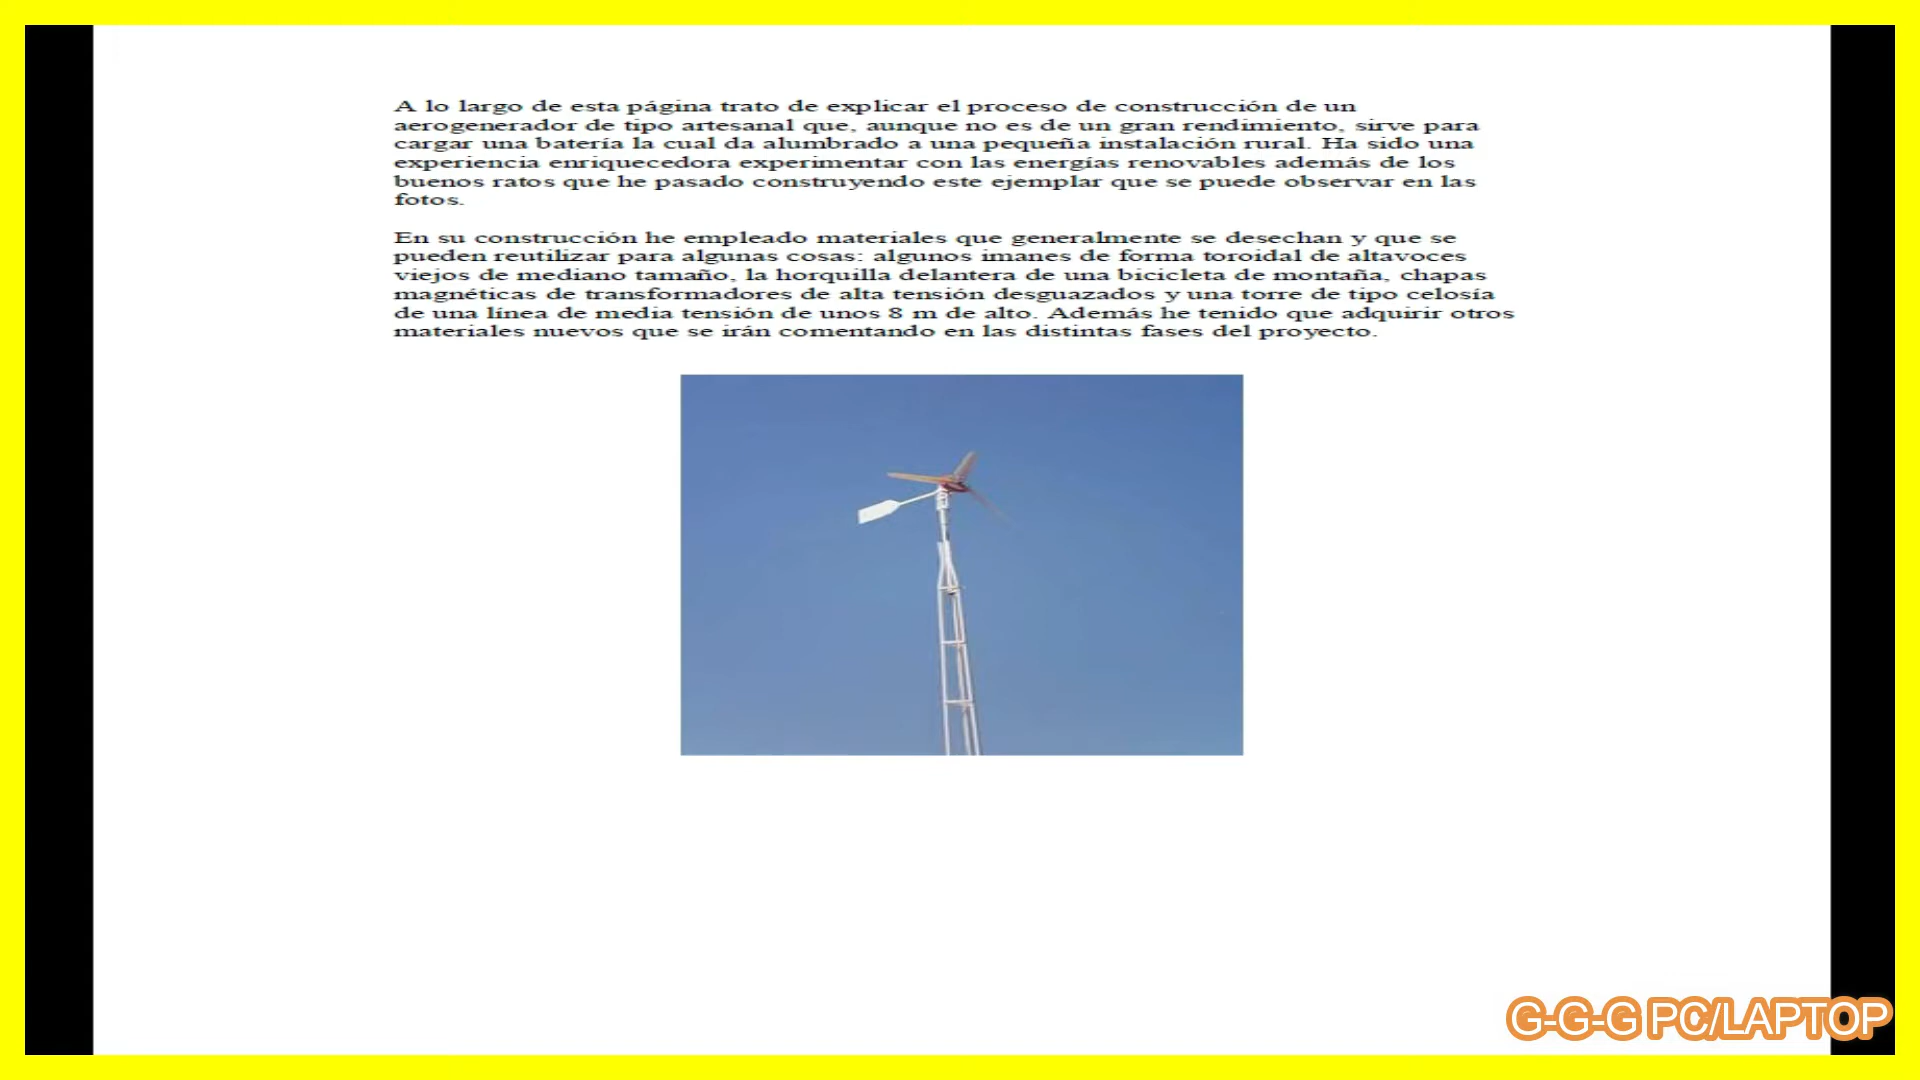 A lo largo de esta página trato de explicar el proceso de construcción de un
aerogenerador de tipo artesanal que, aunque no es de un gran rendimiento, sirve para
cargar una batería la cual da alumbrado a una pequeña instalación rural. Ha sido una
experiencia enriquecedora experimentar con las energías renovables además de los
buenos ratos que he pasado construyendo este ejemplar que se puede observar en las
fotos.
En su construcción he empleado materiales que generalmente se desechan y que se
pueden reutilizar para algunas cosas: algunos imanes de forma toroidal de altavoces
viejos de mediano tamaño, la horquilla delantera de una bicicleta de montaña, chapas
magnéticas de transformadores de alta tensión desguazados y una torre de tipo celosía
de una línea de media tensión de unos 8 m de alto. Además he tenido que adquirir otros
materiales nuevos que se irán comentando en las distintas fases del proyecto.
G-G-G PC/LAPTOP